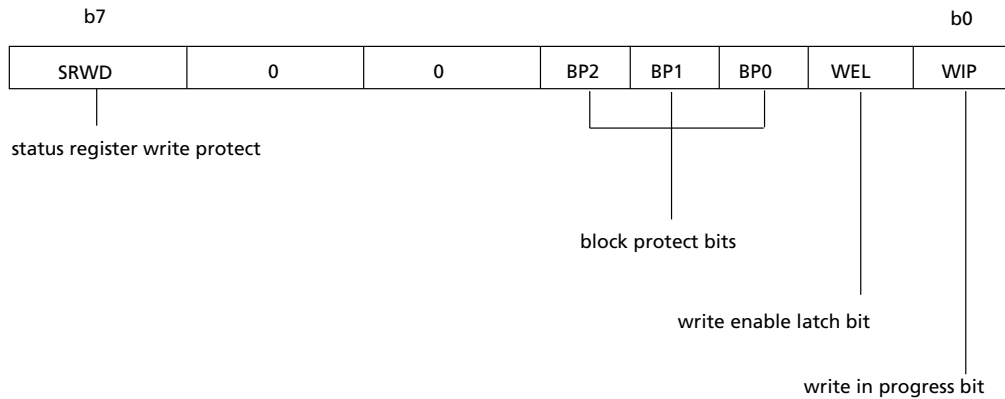 b7 b0
SRWD 0 0 BP2 BP1 BP0 WEL WIP
status register write protect
block protect bits
write enable latch bit
write in progress bit